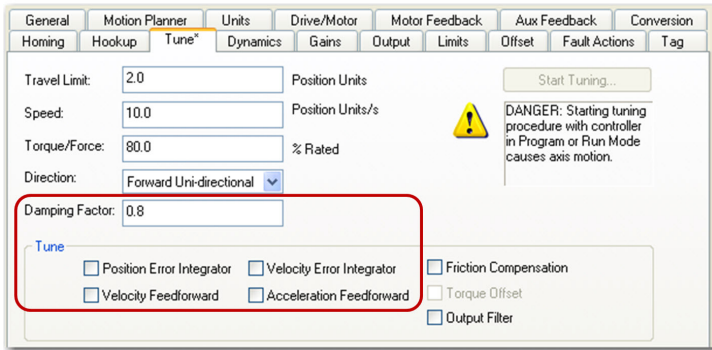 General Motion Planner Units Drive/Motor Motor Feedback Aux Feedback Conversion
Homing Hookup Tune* Dynamics Gains Output Limits Offset Fault Actions Tag
Travel Limit: 2.0 Position Units Start Tuning...
Speed: 10.0 Position Units/s
DANGER: Starting tuning
procedure with controller
in Program or Run Mode
causes axis motion.
Torque/Force: 80.0 % Rated
Direction: Forward Uni-directional
Damping Factor: 0.8
Tune
Position Error Integrator Velocity Error Integrator Friction Compensation
Velocity Feedforward Acceleration Feedforward Torque Offset
Output Filter